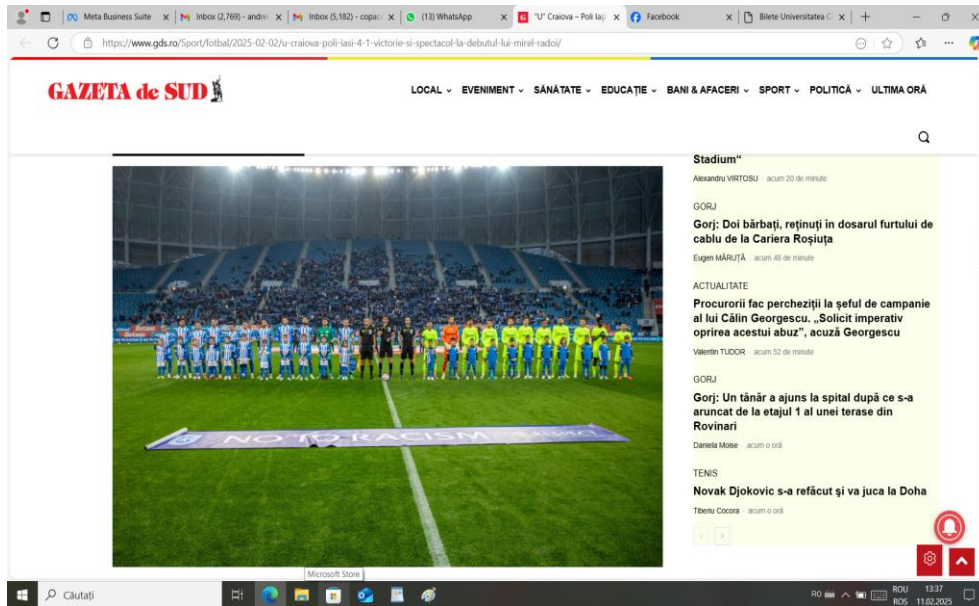 Meta Business Suite
Inbox (2,769) - andrei
Inbox (5,182) - copac
(13) WhatsApp
"U" Craiova – Poli Iași
Facebook
Bilete Universitatea C
https://www.gds.ro/Sport/fotbal/2025-02-02/u-craiova-poli-iasi-4-1-victorie-si-spectacol-la-debutul-lui-mirel-radoi/
GAZETA de SUD
LOCAL EVENIMENT SĂNĂTATE EDUCAȚIE BANI & AFACERI SPORT POLITICĂ ULTIMA ORĂ
Stadium“
Alexandru VIRTOSU - acum 20 de minute
GORJ
Gorj: Doi bărbați, reținuți în dosarul furtului de
cablu de la Cariera Roșiuța
Eugen MĂRUȚĂ - acum 48 de minute
ACTUALITATE
Procurorii fac percheziții la șeful de campanie
al lui Călin Georgescu. „Solicit imperativ
oprirea acestui abuz”, acuză Georgescu
Valentin TUDOR - acum 52 de minute
GORJ
Gorj: Un tânăr a ajuns la spital după ce s-a
aruncat de la etajul 1 al unei terase din
Rovinari
Daniela Moise - acum o oră
TENIS
Novak Djokovic s-a refăcut şi va juca la Doha
Tiberiu Cocora - acum o oră
Betano
NO TO RACISM RESPECT
Microsoft Store
Căutați
RO
ROU
ROS
13:37
11.02.2025